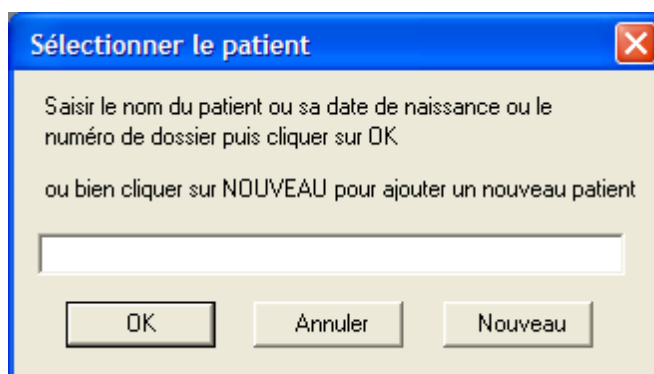 Sélectionner le patient
Saisir le nom du patient ou sa date de naissance ou le
numéro de dossier puis cliquer sur OK
ou bien cliquer sur NOUVEAU pour ajouter un nouveau patient
OK Annuler Nouveau